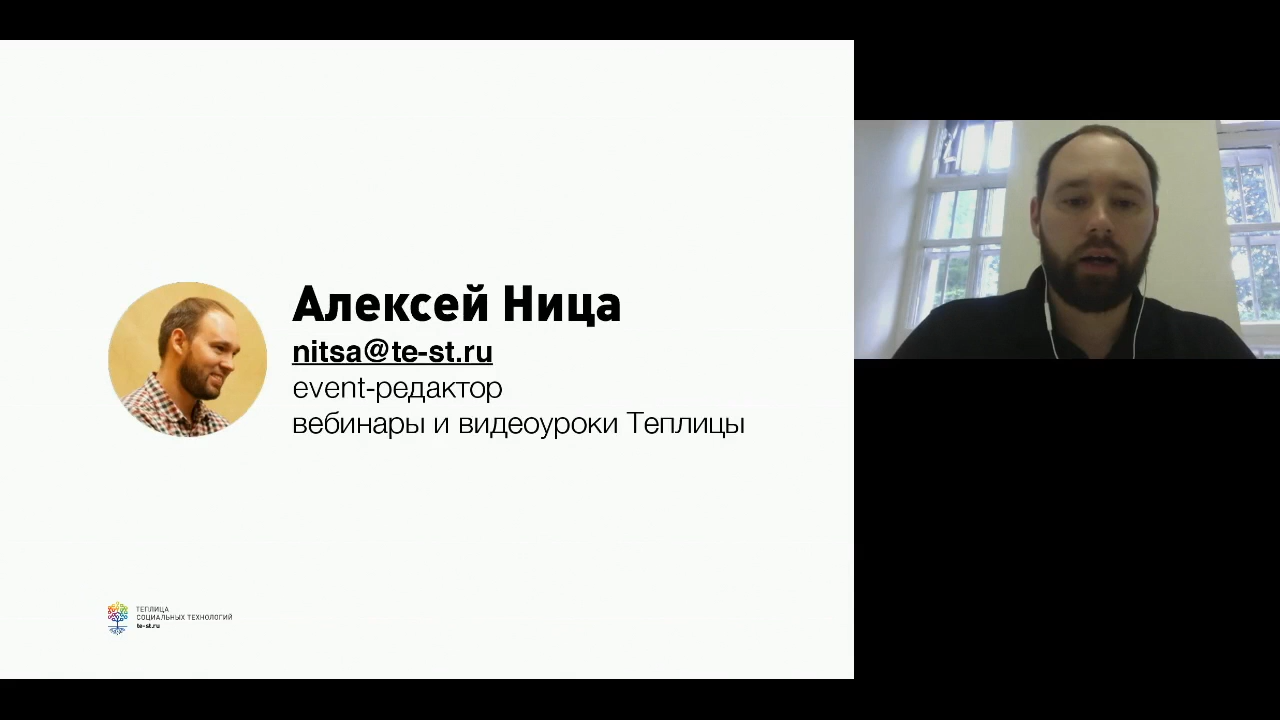 Алексей Ница
nitsa@te-st.ru
event-редактор
вебинары и видеоуроки Теплицы
ТЕПЛИЦА
СОЦИАЛЬНЫХ ТЕХНОЛОГИЙ
te-st.ru